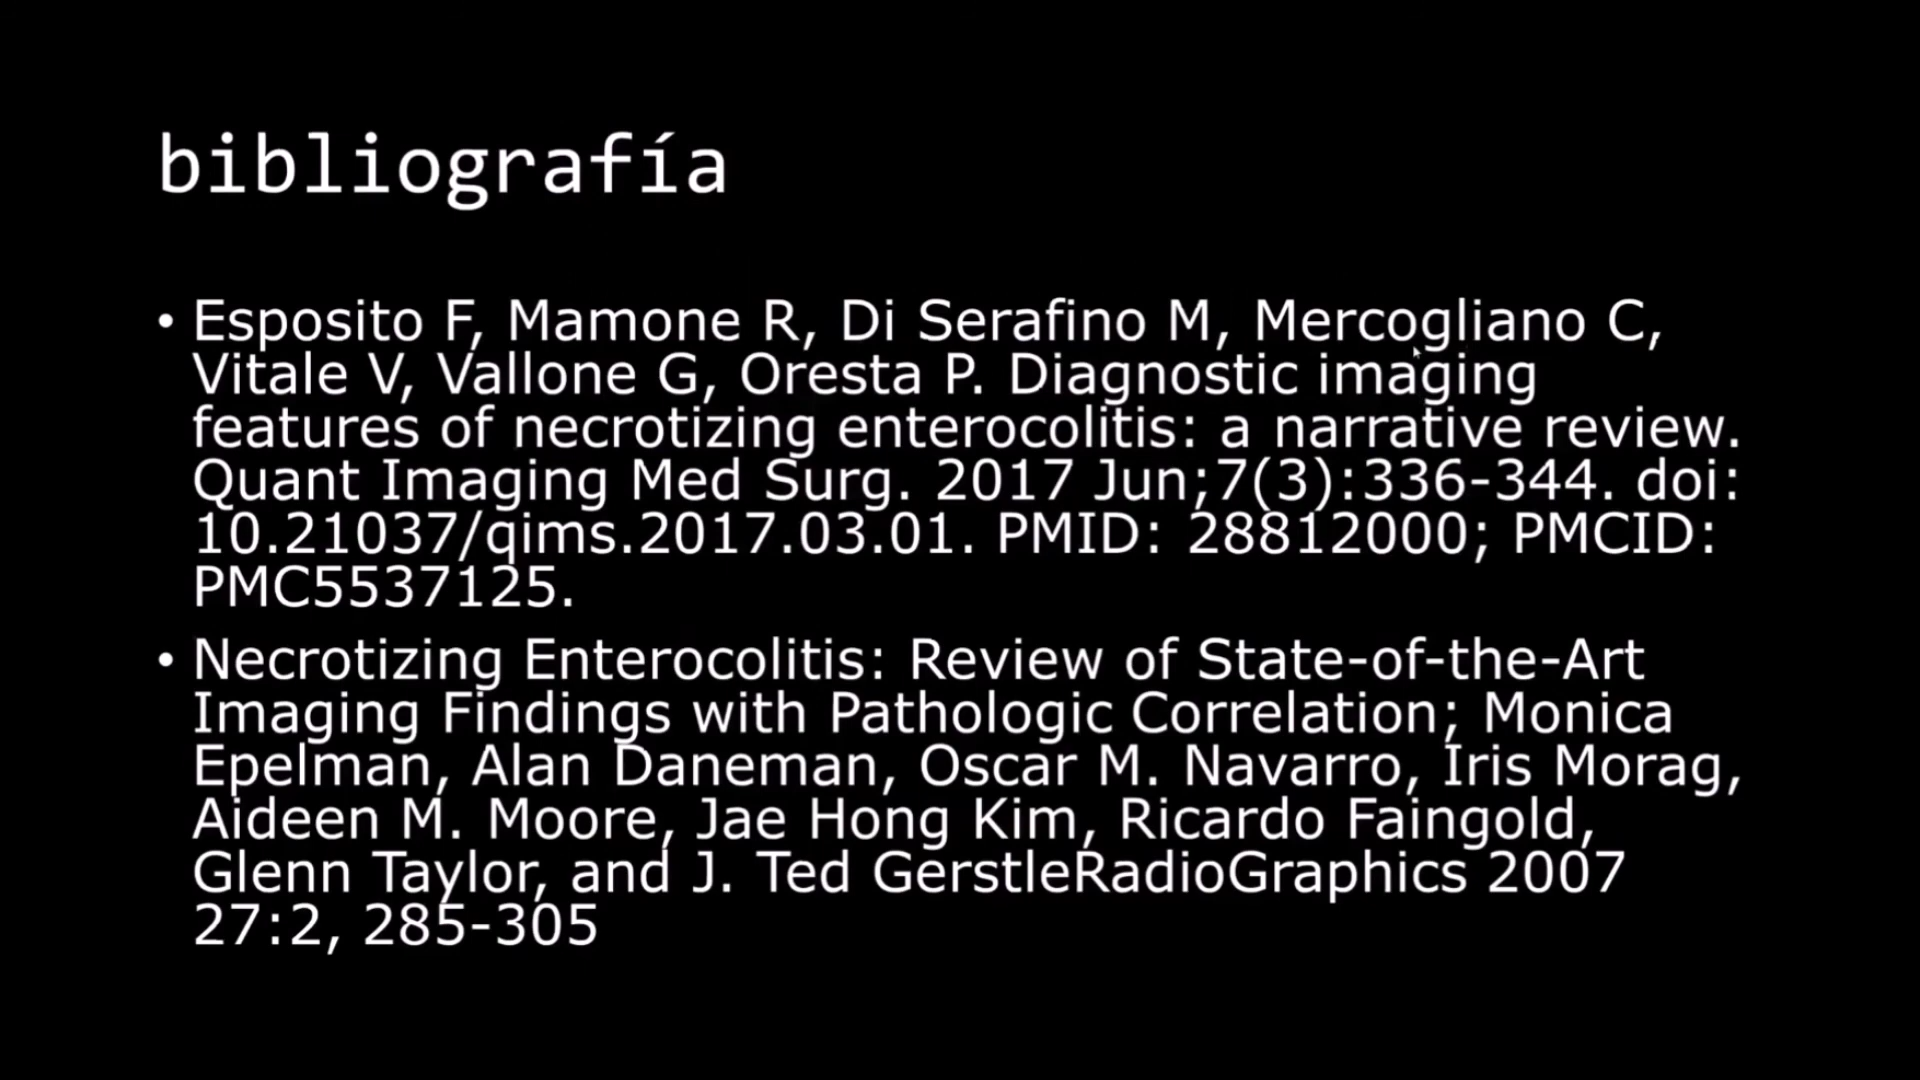 bibliografía
• Esposito F, Mamone R, Di Serafino M, Mercogliano C,
Vitale V, Vallone G, Oresta P. Diagnostic imaging
features of necrotizing enterocolitis: a narrative review.
Quant Imaging Med Surg. 2017 Jun;7(3):336-344. doi:
10.21037/qims.2017.03.01. PMID: 28812000; PMCID:
PMC5537125.
• Necrotizing Enterocolitis: Review of State-of-the-Art
Imaging Findings with Pathologic Correlation; Monica
Epelman, Alan Daneman, Oscar M. Navarro, Iris Morag,
Aideen M. Moore, Jae Hong Kim, Ricardo Faingold,
Glenn Taylor, and J. Ted GerstleRadioGraphics 2007
27:2, 285-305